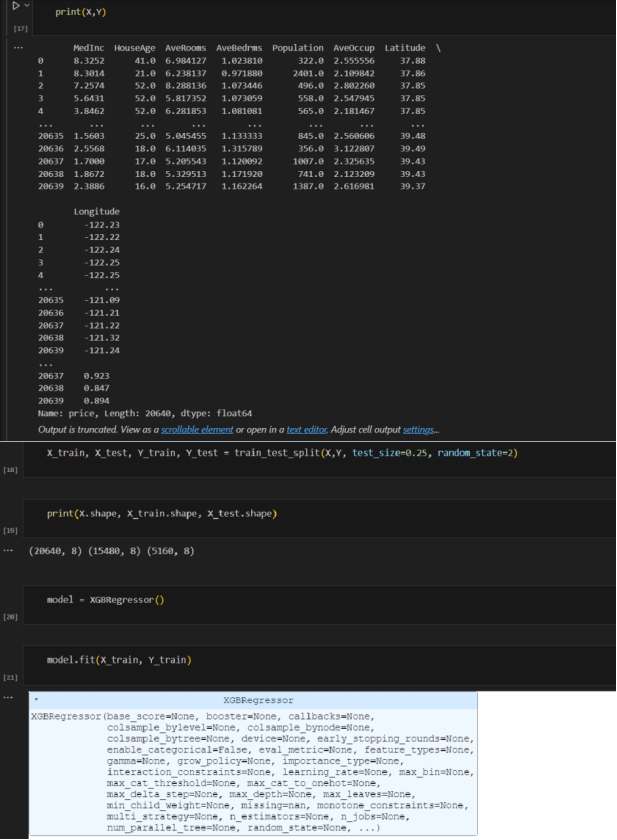 print(X,Y)
[17]
...
MedInc HouseAge AveRooms AveBedrms Population AveOccup Latitude \
0 8.3252 41.0 6.984127 1.023810 322.0 2.555556 37.88
1 8.3014 21.0 6.238137 0.971880 2401.0 2.109842 37.86
2 7.2574 52.0 8.288136 1.073446 496.0 2.802260 37.85
3 5.6431 52.0 5.817352 1.073059 558.0 2.547945 37.85
4 3.8462 52.0 6.281853 1.081081 565.0 2.181467 37.85
... ... ... ... ... ... ... ...
20635 1.5603 25.0 5.045455 1.133333 845.0 2.560606 39.48
20636 2.5568 18.0 6.114035 1.315789 356.0 3.122807 39.49
20637 1.7000 17.0 5.205543 1.120092 1007.0 2.325635 39.43
20638 1.8672 18.0 5.329513 1.171920 741.0 2.123209 39.43
20639 2.3886 16.0 5.254717 1.162264 1387.0 2.616981 39.37
Longitude
0 -122.23
1 -122.22
2 -122.24
3 -122.25
4 -122.25
... ...
20635 -121.09
20636 -121.21
20637 -121.22
20638 -121.32
20639 -121.24
...
20637 0.923
20638 0.847
20639 0.894
Name: price, Length: 20640, dtype: float64
Output is truncated. View as a scrollable element or open in a text editor. Adjust cell output settings...
X_train, X_test, Y_train, Y_test = train_test_split(X,Y, test_size=0.25, random_state=2)
[18]
print(X.shape, X_train.shape, X_test.shape)
[19]
... (20640, 8) (15480, 8) (5160, 8)
model = XGBRegressor()
[20]
model.fit(X_train, Y_train)
[21]
...
XGBRegressor
XGBRegressor(base_score=None, booster=None, callbacks=None,
colsample_bylevel=None, colsample_bynode=None,
colsample_bytree=None, device=None, early_stopping_rounds=None,
enable_categorical=False, eval_metric=None, feature_types=None,
gamma=None, grow_policy=None, importance_type=None,
interaction_constraints=None, learning_rate=None, max_bin=None,
max_cat_threshold=None, max_cat_to_onehot=None,
max_delta_step=None, max_depth=None, max_leaves=None,
min_child_weight=None, missing=nan, monotone_constraints=None,
multi_strategy=None, n_estimators=None, n_jobs=None,
num_parallel_tree=None, random_state=None, ...)